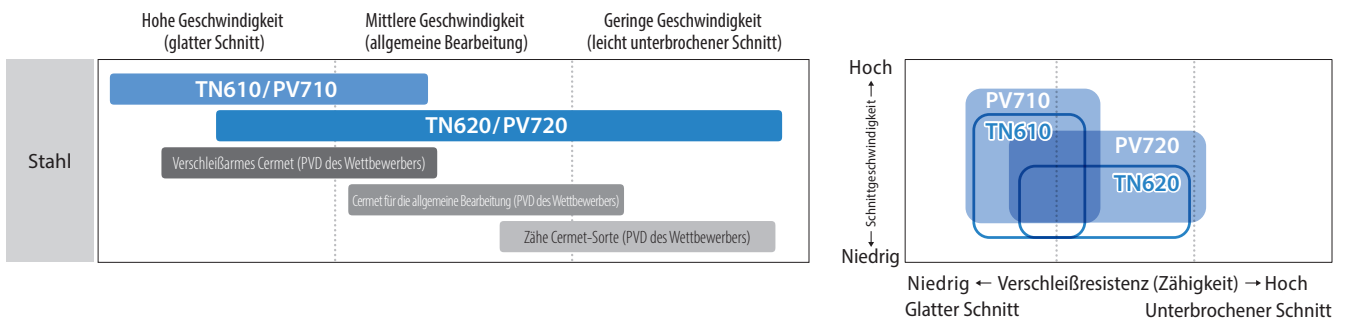 Hohe Geschwindigkeit
(glatter Schnitt)
Mittlere Geschwindigkeit
(allgemeine Bearbeitung)
Geringe Geschwindigkeit
(leicht unterbrochener Schnitt)
Stahl
TN610/PV710
TN620/PV720
Verschleißarmes Cermet (PVD des Wettbewerbers)
Cermet für die allgemeine Bearbeitung (PVD des Wettbewerbers)
Zähe Cermet-Sorte (PVD des Wettbewerbers)
Hoch
← Schnittgeschwindigkeit →
Niedrig
PV710
TN610
PV720
TN620
Niedrig ← Verschleißresistenz (Zähigkeit) → Hoch
Glatter Schnitt
Unterbrochener Schnitt